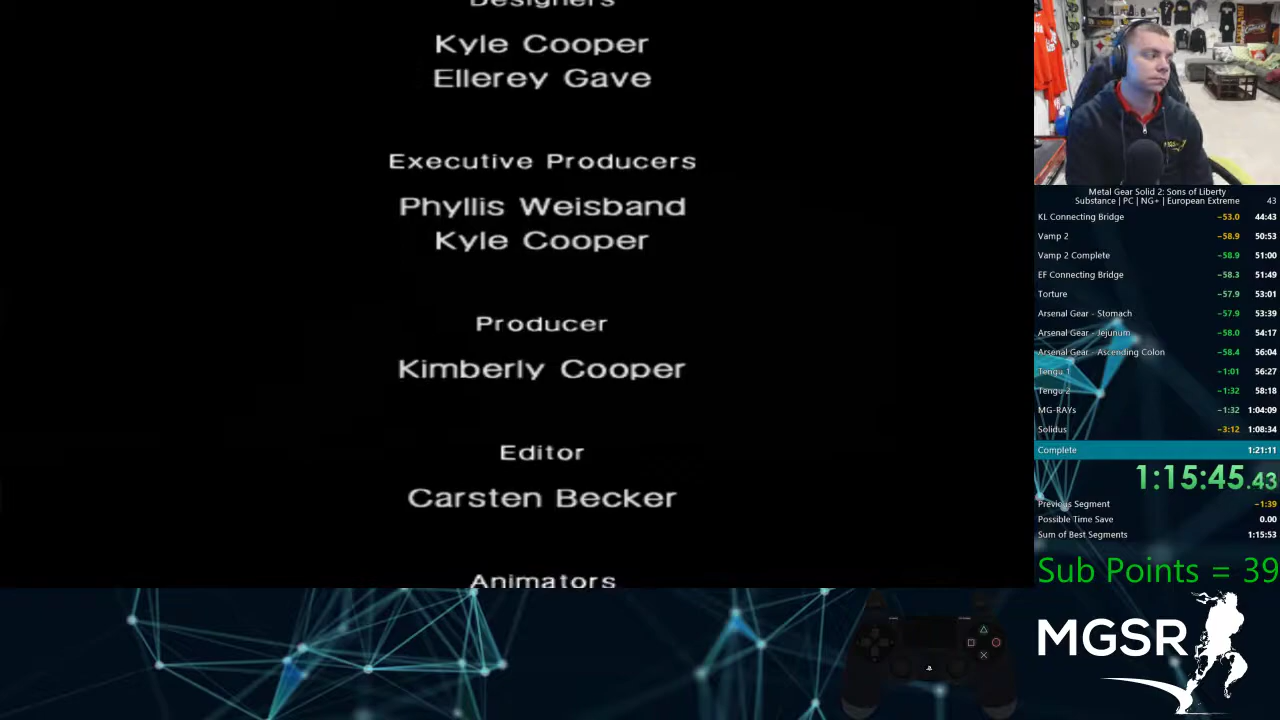 Designers
Kyle Cooper
Ellerey Gave
Executive Producers
Phyllis Weisband
Kyle Cooper
Producer
Kimberly Cooper
Editor
Carsten Becker
Animators
Metal Gear Solid 2: Sons of Liberty
Substance | PC | NG+ | European Extreme 43
KL Connecting Bridge -53.0 44:43
Vamp 2 -58.9 50:53
Vamp 2 Complete -58.9 51:00
EF Connecting Bridge -58.3 51:49
Torture -57.9 53:01
Arsenal Gear - Stomach -57.9 53:39
Arsenal Gear - Jejunum -58.0 54:17
Arsenal Gear - Ascending Colon -58.4 56:04
Tengu 1 -1:01 56:27
Tengu 2 -1:32 58:18
MG-RAYs -1:32 1:04:09
Solidus -3:12 1:08:34
Complete 1:21:11
1:15:45.43
Previous Segment -1:39
Possible Time Save 0.00
Sum of Best Segments 1:15:53
Sub Points = 39
MGSR